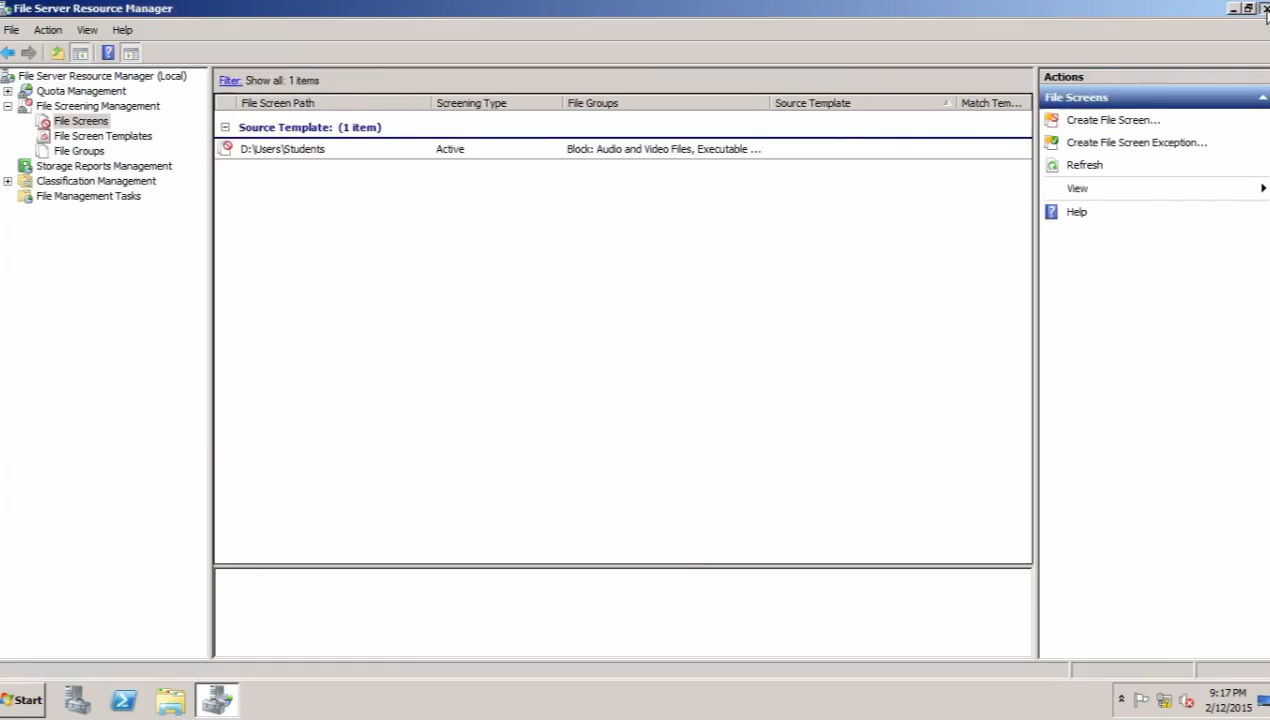 File Server Resource Manager
File Action View Help
File Server Resource Manager (Local)
Quota Management
File Screening Management
File Screens
File Screen Templates
File Groups
Storage Reports Management
Classification Management
File Management Tasks
Filter: Show all: 1 items
File Screen Path Screening Type File Groups Source Template Match Tem...
Source Template: (1 item)
D:\Users\Students Active Block: Audio and Video Files, Executable ...
Actions
File Screens
Create File Screen...
Create File Screen Exception...
Refresh
View
Help
Start
9:17 PM
2/12/2015